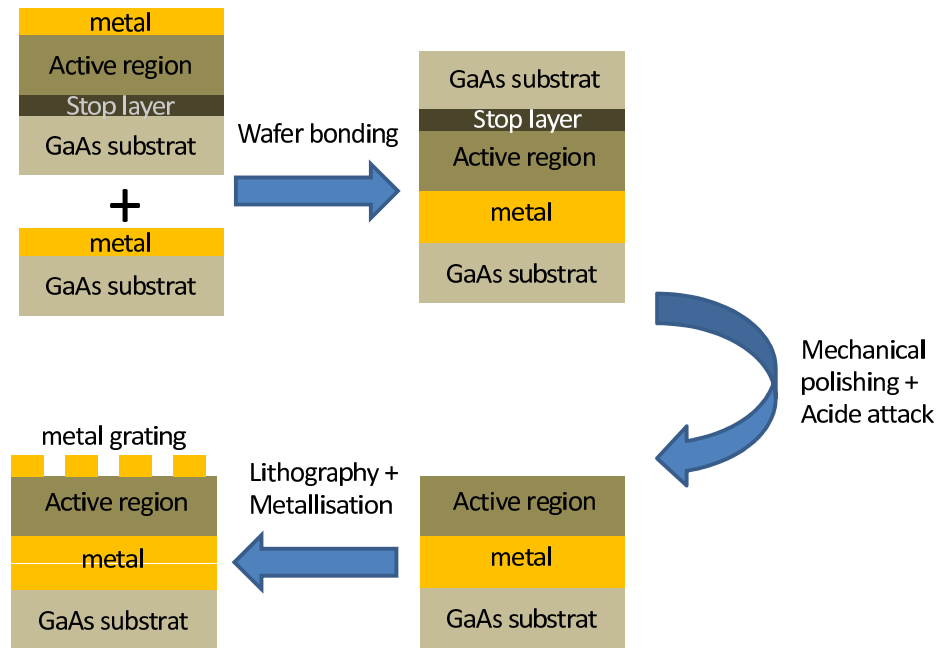 metal
Active region
Stop layer
GaAs substrat
+
metal
GaAs substrat
Wafer bonding
GaAs substrat
Stop layer
Active region
metal
GaAs substrat
Mechanical
polishing +
Acide attack
metal grating
Active region
metal
GaAs substrat
Lithography +
Metallisation
Active region
metal
GaAs substrat